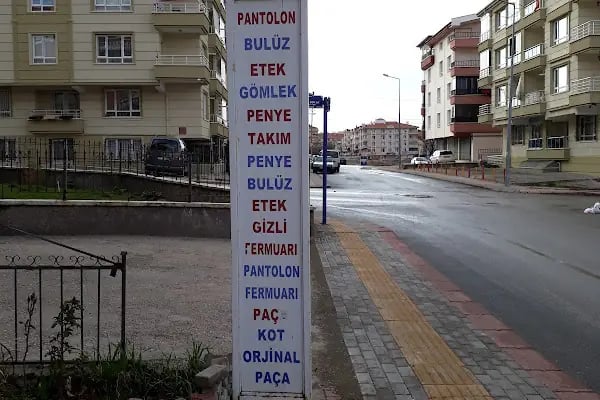 PANTOLON
BULÜZ
ETEK
GÖMLEK
PENYE
TAKIM
PENYE
BULÜZ
ETEK
GİZLİ
FERMUARI
PANTOLON
FERMUARI
PAÇ
KOT
ORJİNAL
PAÇA